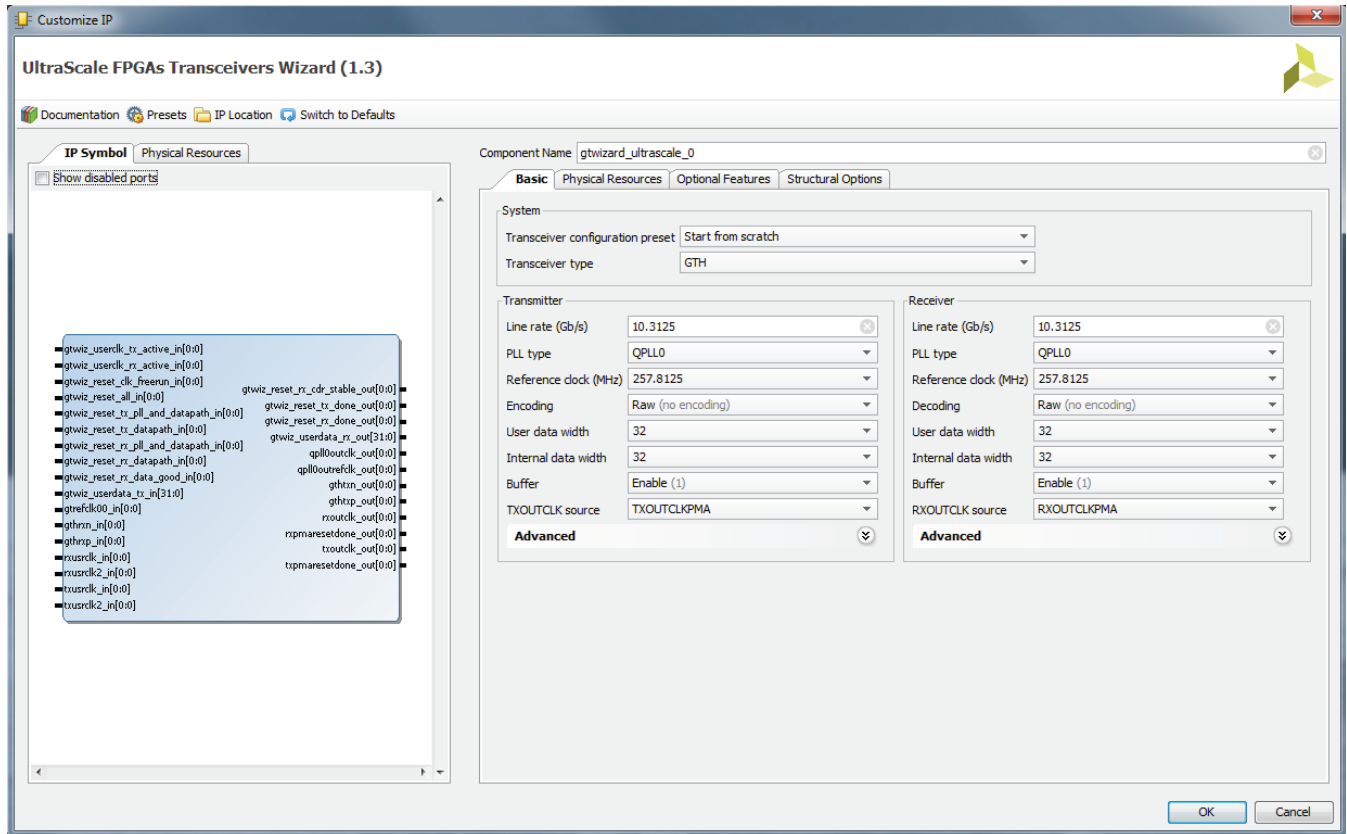 Customize IP
UltraScale FPGAs Transceivers Wizard (1.3)
Documentation Presets IP Location Switch to Defaults
IP Symbol Physical Resources
Show disabled ports
gtwiz_userclk_tx_active_in[0:0]
gtwiz_userclk_rx_active_in[0:0]
gtwiz_reset_clk_freerun_in[0:0]
gtwiz_reset_all_in[0:0]
gtwiz_reset_tx_pll_and_datapath_in[0:0]
gtwiz_reset_tx_datapath_in[0:0]
gtwiz_reset_rx_pll_and_datapath_in[0:0]
gtwiz_reset_rx_datapath_in[0:0]
gtwiz_reset_rx_data_good_in[0:0]
gtwiz_userdata_tx_in[31:0]
gtrefclk00_in[0:0]
gthrxn_in[0:0]
gthrxp_in[0:0]
rxusrclk_in[0:0]
rxusrclk2_in[0:0]
txusrclk_in[0:0]
txusrclk2_in[0:0]
gtwiz_reset_rx_cdr_stable_out[0:0]
gtwiz_reset_tx_done_out[0:0]
gtwiz_reset_rx_done_out[0:0]
gtwiz_userdata_rx_out[31:0]
qpll0outclk_out[0:0]
qpll0outrefclk_out[0:0]
gthtxn_out[0:0]
gthtxp_out[0:0]
rxoutclk_out[0:0]
rxpmaresetdone_out[0:0]
txoutclk_out[0:0]
txpmaresetdone_out[0:0]
Component Name gtwizard_ultrascale_0
Basic Physical Resources Optional Features Structural Options
System
Transceiver configuration preset Start from scratch
Transceiver type GTH
Transmitter
Line rate (Gb/s) 10.3125
PLL type QPLL0
Reference clock (MHz) 257.8125
Encoding Raw (no encoding)
User data width 32
Internal data width 32
Buffer Enable (1)
TXOUTCLK source TXOUTCLKPMA
Advanced
Receiver
Line rate (Gb/s) 10.3125
PLL type QPLL0
Reference clock (MHz) 257.8125
Decoding Raw (no encoding)
User data width 32
Internal data width 32
Buffer Enable (1)
RXOUTCLK source RXOUTCLKPMA
Advanced
OK Cancel